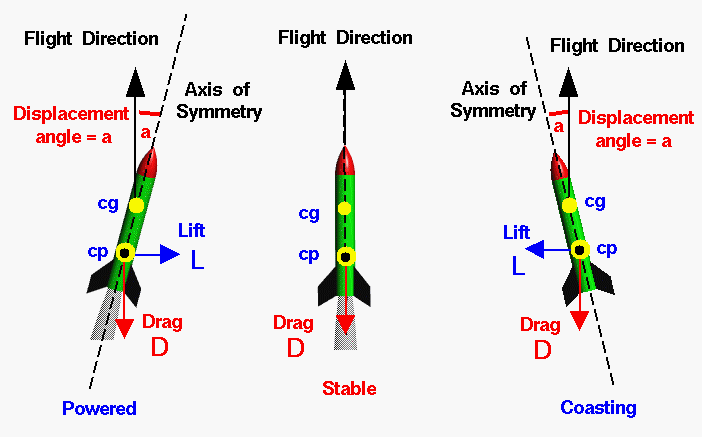 Flight Direction
Displacement
angle = a
a
Axis of
Symmetry
cg
cp
Lift
L
Drag
D
Powered
Flight Direction
cg
cp
Drag
D
Stable
Flight Direction
Axis of
Symmetry
a
Displacement
angle = a
cg
cp
Lift
L
Drag
D
Coasting